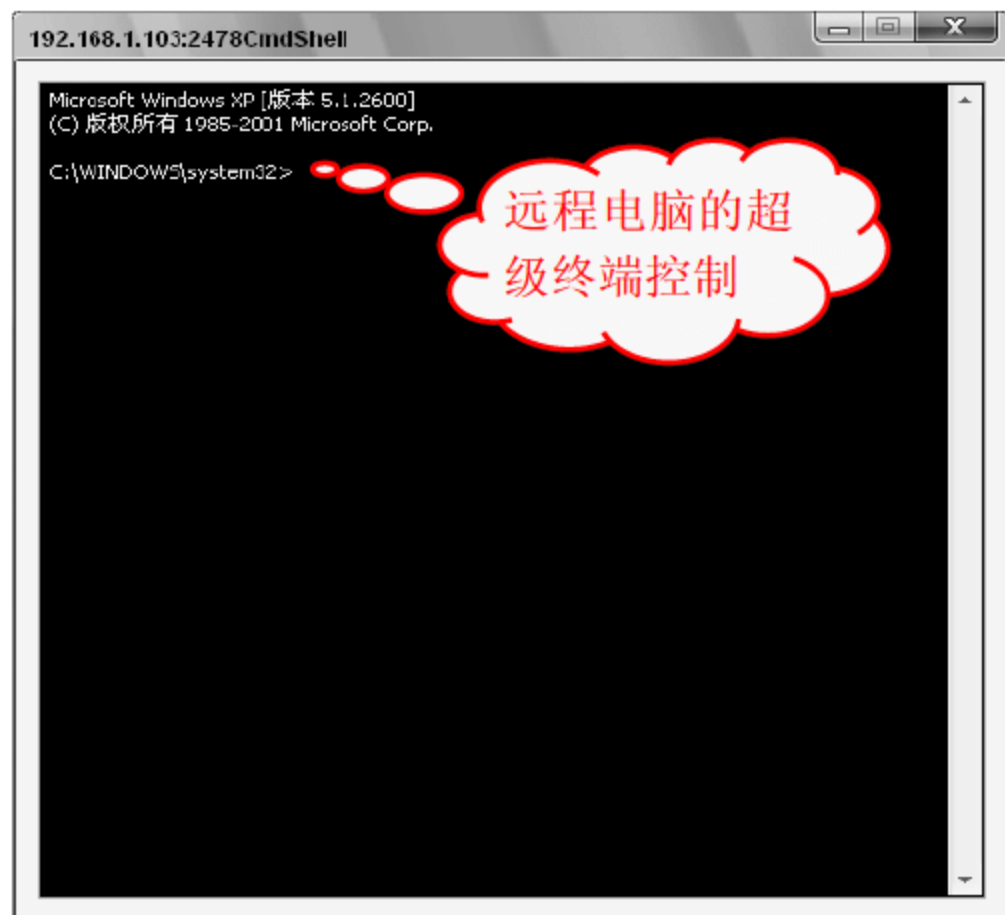 192.168.1.103:2478CmdShell
Microsoft Windows XP [版本 5.1.2600]
(C) 版权所有 1985-2001 Microsoft Corp.
C:\WINDOWS\system32>
远程电脑的超
级终端控制